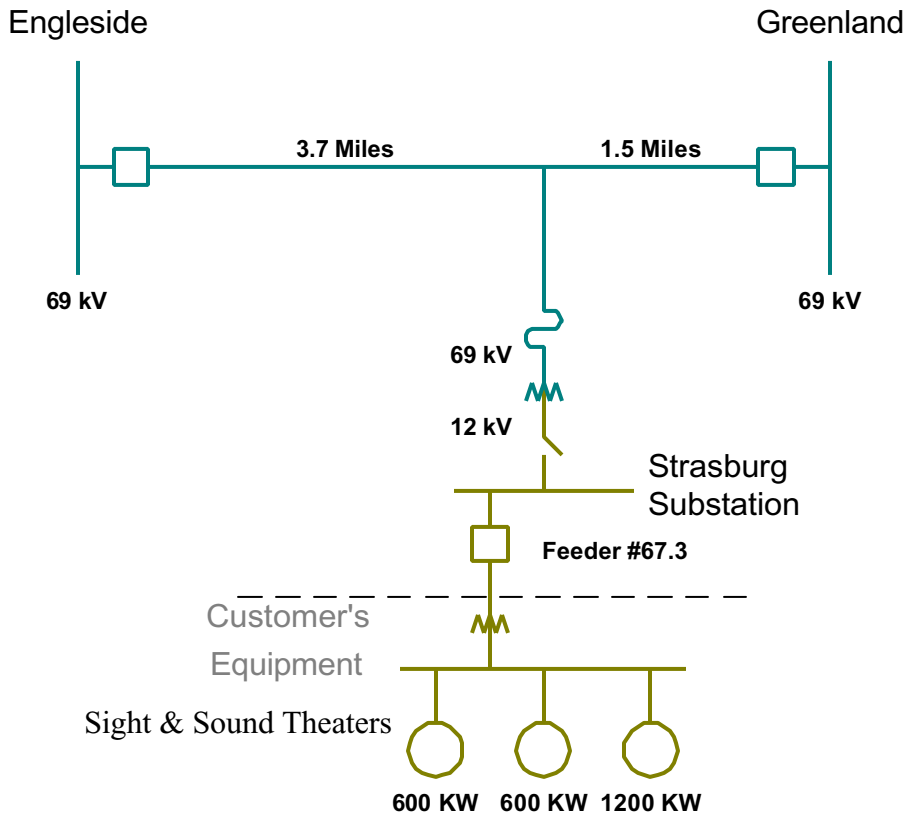 Engleside
Greenland
3.7 Miles
1.5 Miles
69 kV
69 kV
69 kV
12 kV
Strasburg
Substation
Feeder #67.3
Customer's
Equipment
Sight & Sound Theaters
600 KW
600 KW
1200 KW